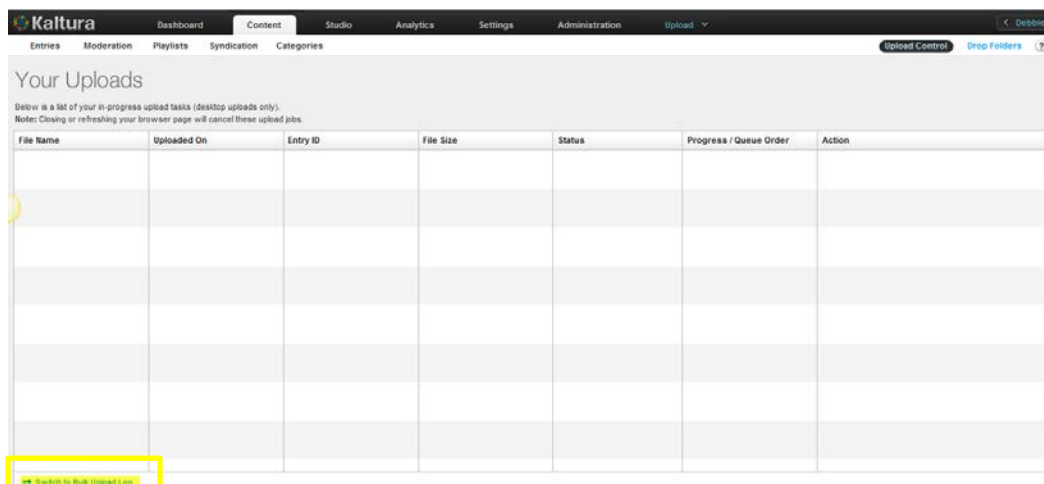 Kaltura Dashboard Content Studio Analytics Settings Administration Upload < Debbie
Entries Moderation Playlists Syndication Categories Upload Control Drop Folders ?
Your Uploads
Below is a list of your in-progress upload tasks (desktop uploads only).
Note: Closing or refreshing your browser page will cancel these upload jobs.
File Name Uploaded On Entry ID File Size Status Progress / Queue Order Action
Switch to Bulk Upload Log